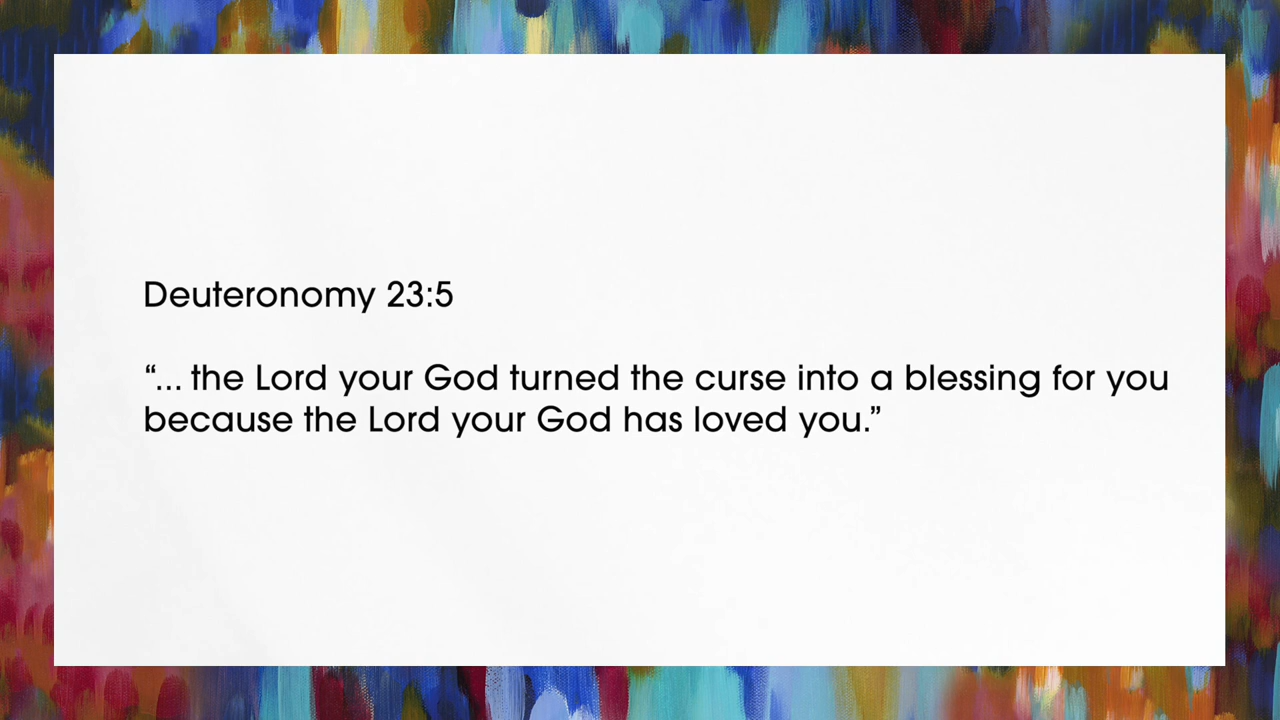 Deuteronomy 23:5
“... the Lord your God turned the curse into a blessing for you
because the Lord your God has loved you.”